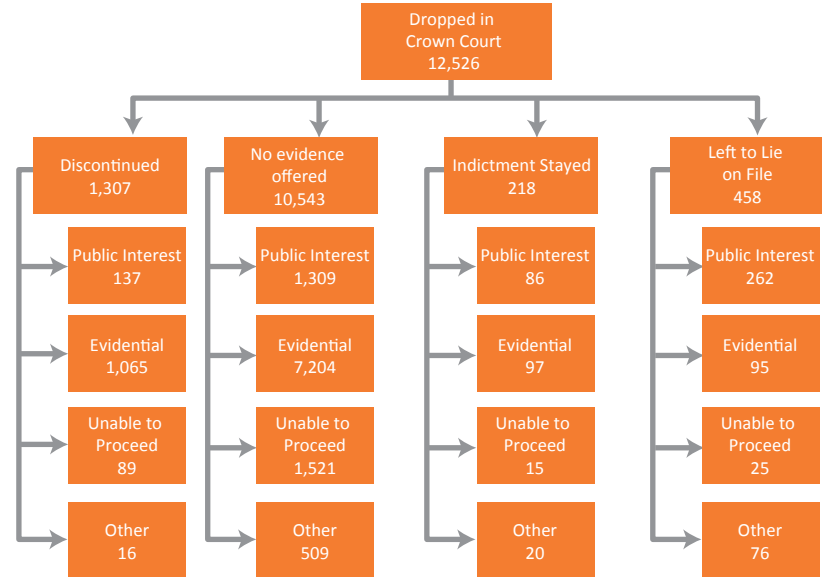 Dropped in
Crown Court
12,526
Discontinued
1,307
Public Interest
137
Evidential
1,065
Unable to
Proceed
89
Other
16
No evidence
offered
10,543
Public Interest
1,309
Evidential
7,204
Unable to
Proceed
1,521
Other
509
Indictment Stayed
218
Public Interest
86
Evidential
97
Unable to
Proceed
15
Other
20
Left to Lie
on File
458
Public Interest
262
Evidential
95
Unable to
Proceed
25
Other
76